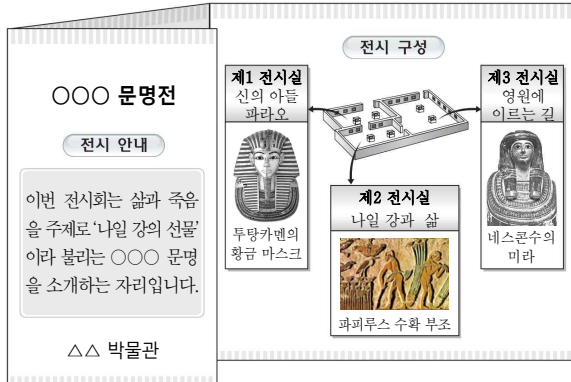 ○○○ 문명전
전시 안내
이번 전시회는 삶과 죽음
을 주제로 '나일 강의 선물'
이라 불리는 ○○○ 문명
을 소개하는 자리입니다.
△△ 박물관
전시 구성
제1 전시실
신의 아들
파라오
투탕카멘의
황금 마스크
제2 전시실
나일 강과 삶
파피루스 수확 부조
제3 전시실
영원에
이르는 길
네스콘수의
미라